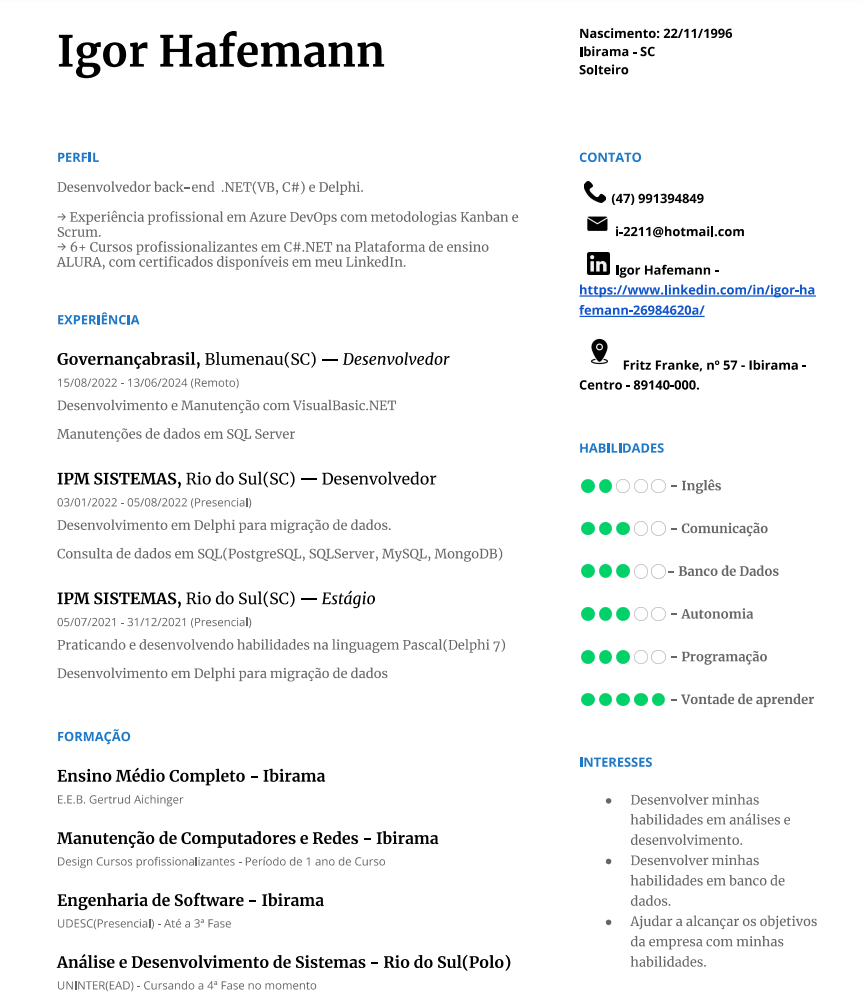 Igor Hafemann
Nascimento: 22/11/1996
Ibirama - SC
Solteiro
PERFIL
Desenvolvedor back-end .NET(VB, C#) e Delphi.
→ Experiência profissional em Azure DevOps com metodologias Kanban e
Scrum.
→ 6+ Cursos profissionalizantes em C#.NET na Plataforma de ensino
ALURA, com certificados disponíveis em meu LinkedIn.
EXPERIÊNCIA
Governançabrasil, Blumenau(SC) — Desenvolvedor
15/08/2022 - 13/06/2024 (Remoto)
Desenvolvimento e Manutenção com VisualBasic.NET
Manutenções de dados em SQL Server
IPM SISTEMAS, Rio do Sul(SC) — Desenvolvedor
03/01/2022 - 05/08/2022 (Presencial)
Desenvolvimento em Delphi para migração de dados.
Consulta de dados em SQL(PostgreSQL, SQLServer, MySQL, MongoDB)
IPM SISTEMAS, Rio do Sul(SC) — Estágio
05/07/2021 - 31/12/2021 (Presencial)
Praticando e desenvolvendo habilidades na linguagem Pascal(Delphi 7)
Desenvolvimento em Delphi para migração de dados
FORMAÇÃO
Ensino Médio Completo - Ibirama
E.E.B. Gertrud Aichinger
Manutenção de Computadores e Redes - Ibirama
Design Cursos profissionalizantes - Período de 1 ano de Curso
Engenharia de Software - Ibirama
UDESC(Presencial) - Até a 3ª Fase
Análise e Desenvolvimento de Sistemas - Rio do Sul(Polo)
UNINTER(EAD) - Cursando a 4ª Fase no momento
CONTATO
(47) 991394849
i-2211@hotmail.com
in Igor Hafemann -
https://www.linkedin.com/in/igor-ha
femann-26984620a/
Fritz Franke, nº 57 - Ibirama -
Centro - 89140-000.
HABILIDADES
- Inglês
- Comunicação
- Banco de Dados
- Autonomia
- Programação
- Vontade de aprender
INTERESSES
● Desenvolver minhas
habilidades em análises e
desenvolvimento.
● Desenvolver minhas
habilidades em banco de
dados.
● Ajudar a alcançar os objetivos
da empresa com minhas
habilidades.